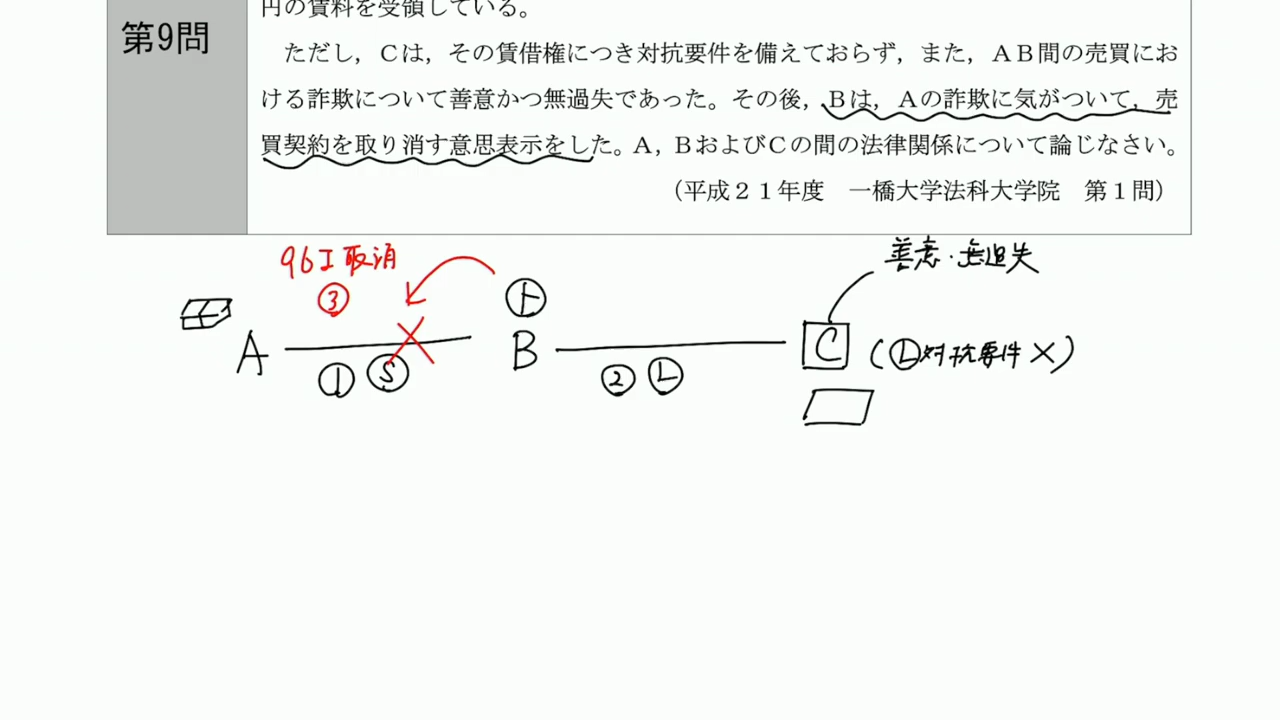 円の賃料を受領している。
第9問
ただし，Ｃは，その賃借権につき対抗要件を備えておらず，また，ＡＢ間の売買にお
ける詐欺について善意かつ無過失であった。その後，Ｂは，Ａの詐欺に気がついて，売
買契約を取り消す意思表示をした。Ａ，ＢおよびＣの間の法律関係について論じなさい。
（平成２１年度　一橋大学法科大学院　第１問）
96Ⅰ取消
善意・無過失
③
ト
A
B
C
(Ⓛ対抗要件×)
① Ⓢ
② Ⓛ